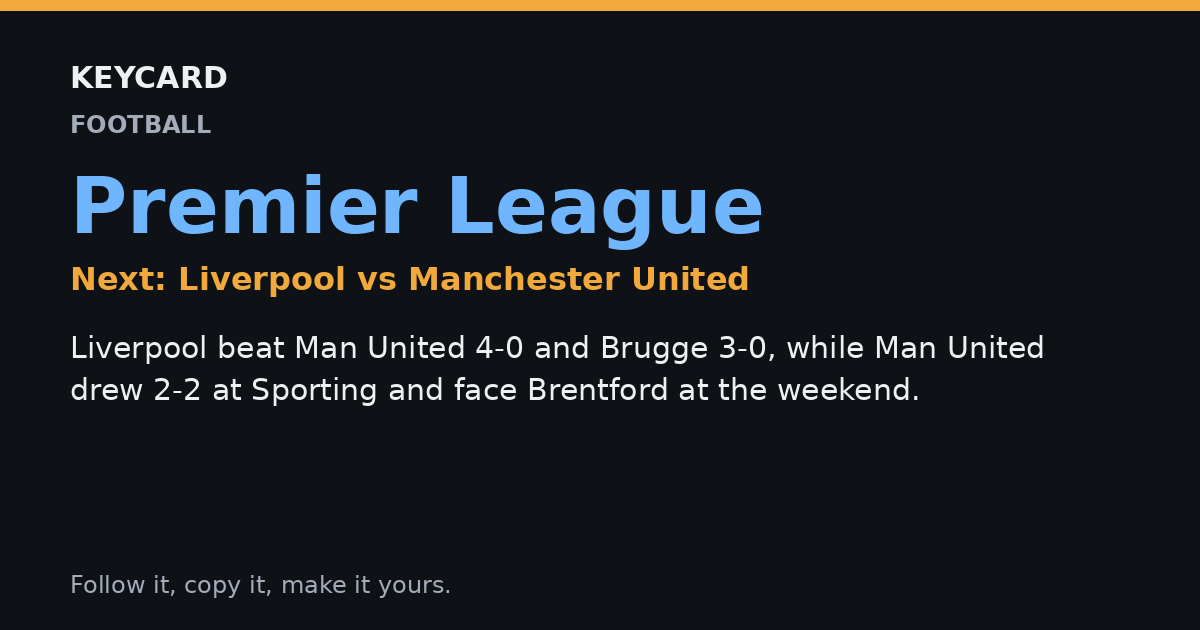 KEYCARD
FOOTBALL
Premier League
Next: Liverpool vs Manchester United
Liverpool beat Man United 4-0 and Brugge 3-0, while Man United
drew 2-2 at Sporting and face Brentford at the weekend.
Follow it, copy it, make it yours.